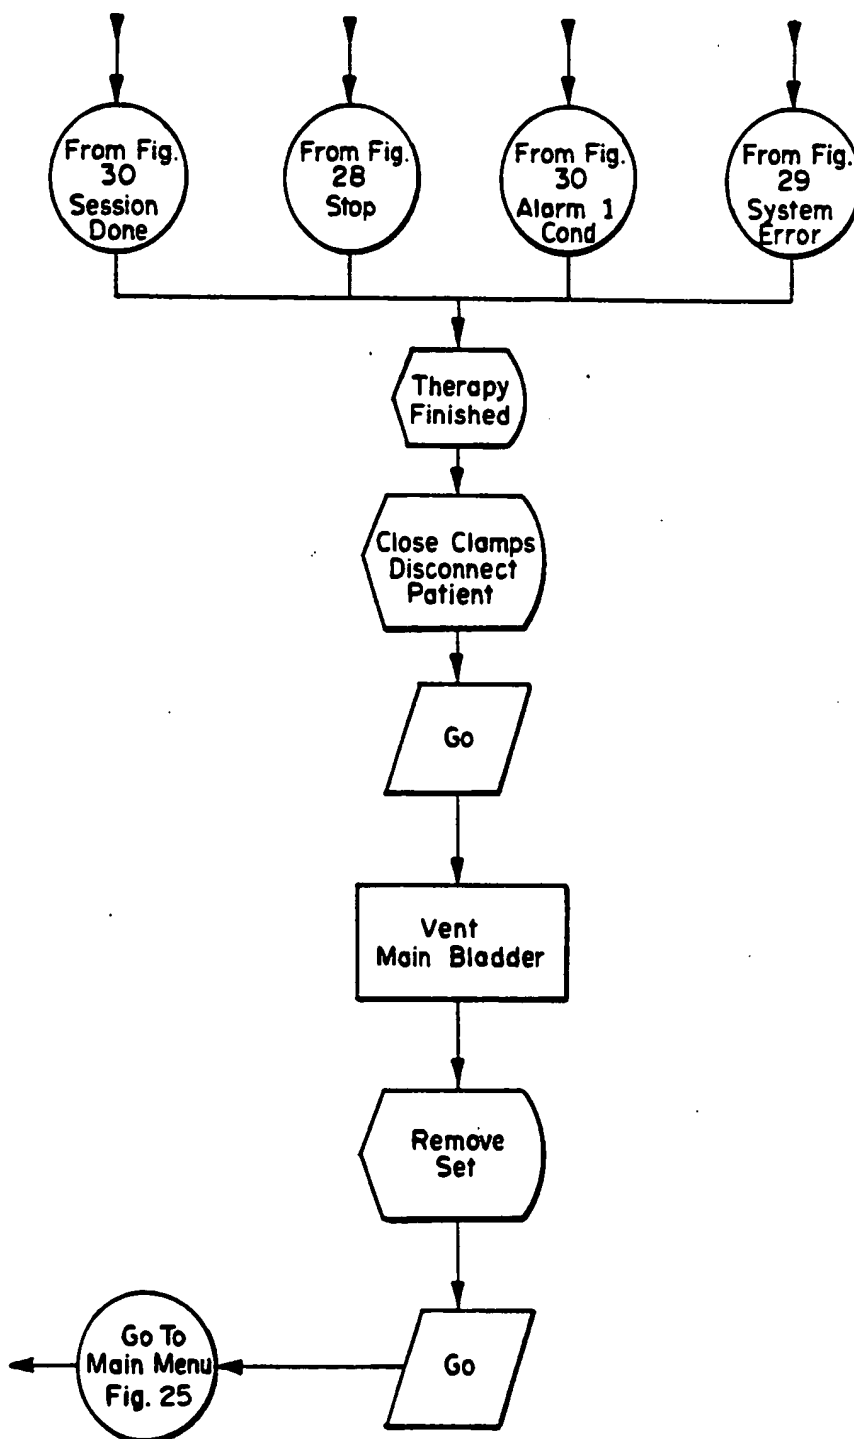 From Fig.
30
Session
Done
From Fig.
28
Stop
From Fig.
30
Alarm 1
Cond
From Fig.
29
System
Error
Therapy
Finished
Close Clamps
Disconnect
Patient
Go
Vent
Main Bladder
Remove
Set
Go
Go To
Main Menu
Fig. 25